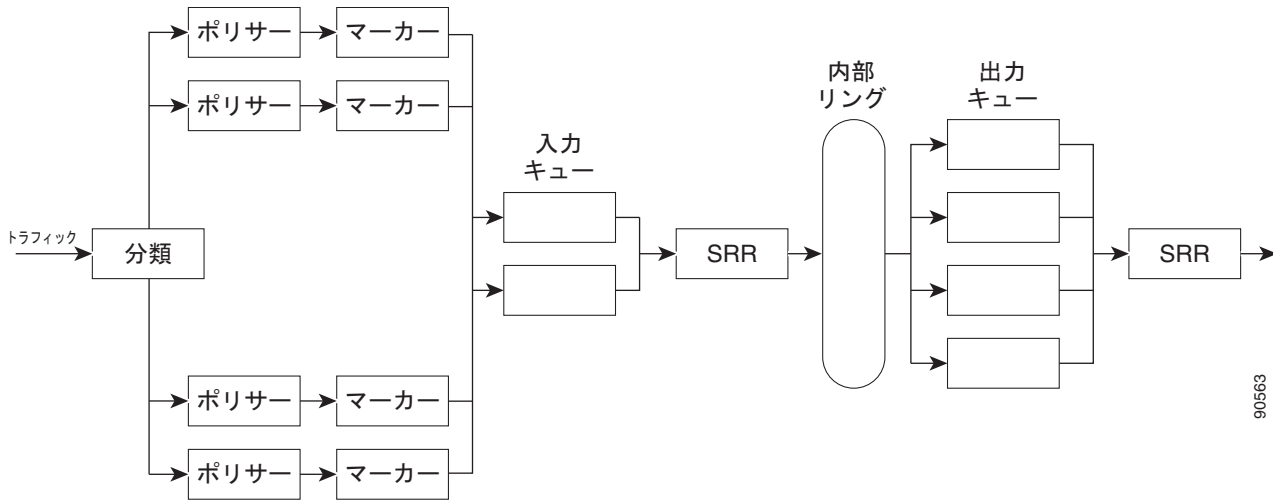 ポリサー
マーカー
ポリサー
マーカー
内部
リング
出力
キュー
入力
キュー
トラフィック
分類
SRR
SRR
ポリサー
マーカー
ポリサー
マーカー
90563